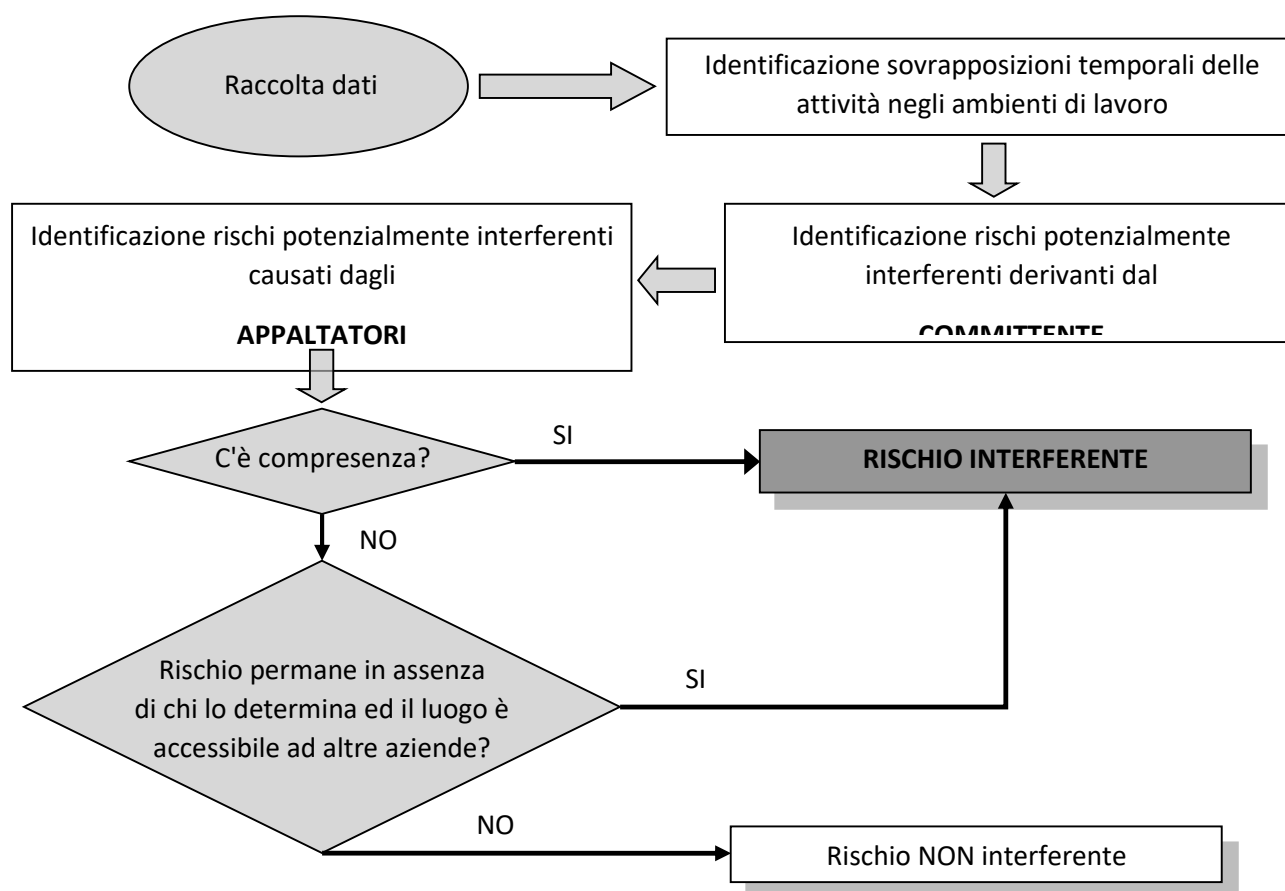 Raccolta dati
Identificazione sovrapposizioni temporali delle
attività negli ambienti di lavoro
Identificazione rischi potenzialmente
interferenti derivanti dal
COMMITTENTE
Identificazione rischi potenzialmente interferenti
causati dagli
APPALTATORI
C'è compresenza?
SI
RISCHIO INTERFERENTE
NO
Rischio permane in assenza
di chi lo determina ed il luogo è
accessibile ad altre aziende?
SI
NO
Rischio NON interferente